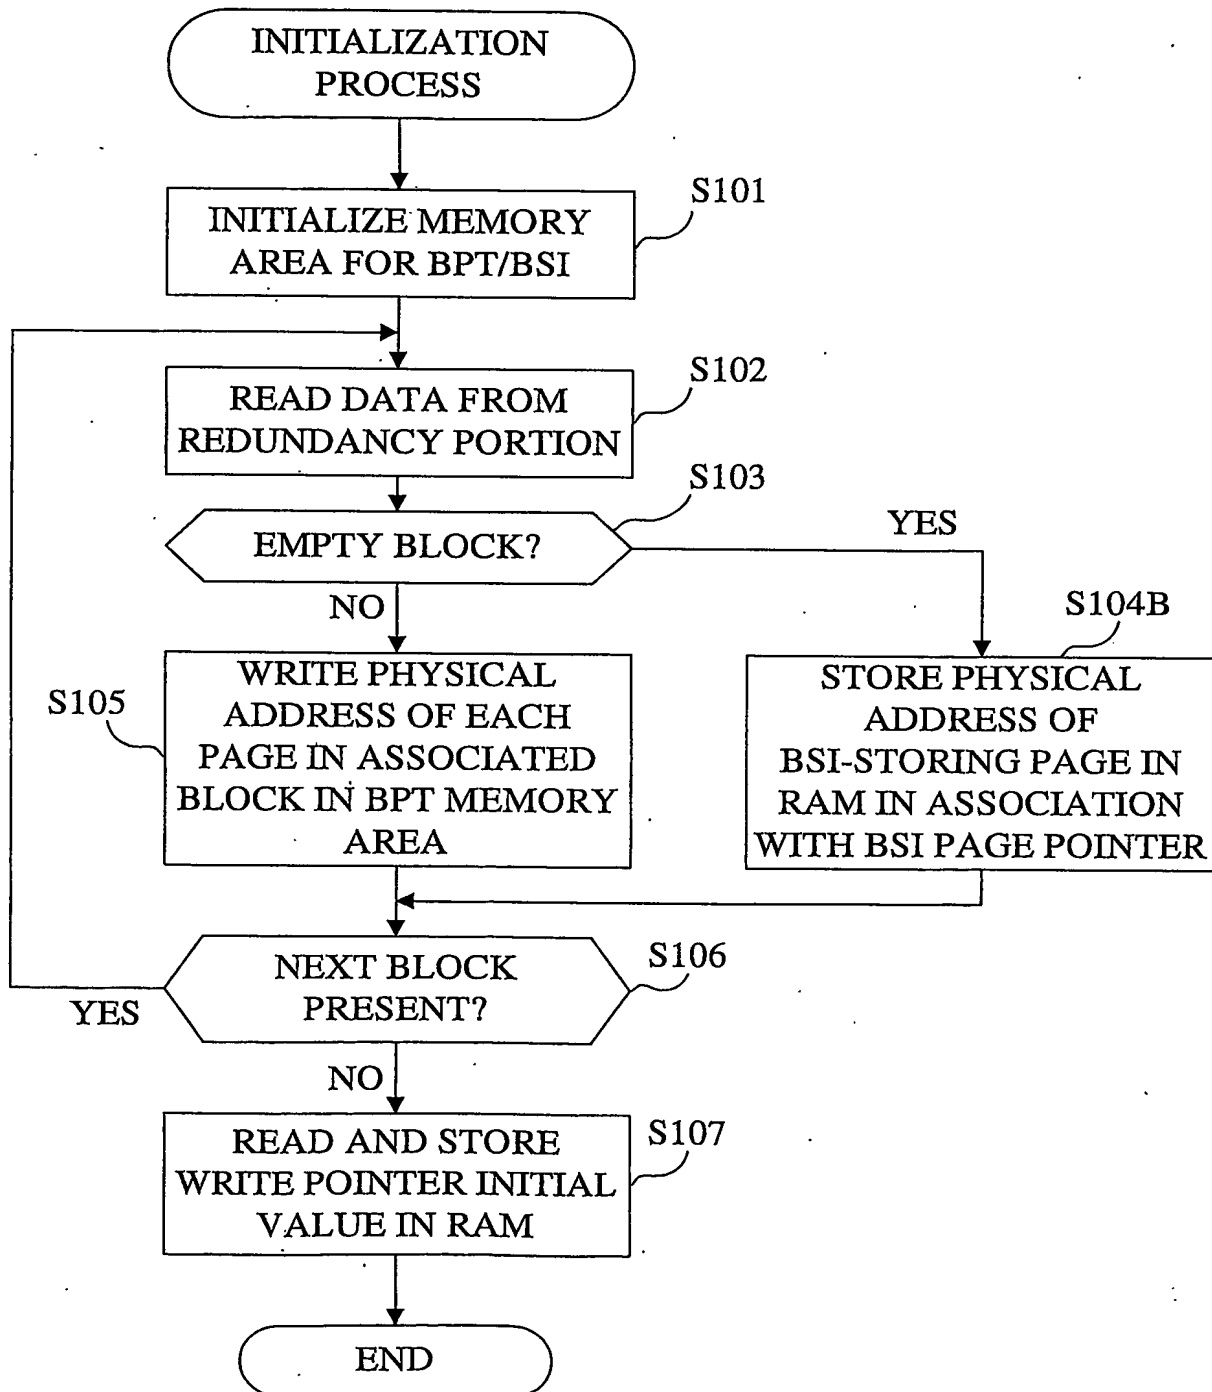 INITIALIZATION
PROCESS
S101
INITIALIZE MEMORY
AREA FOR BPT/BSI
S102
READ DATA FROM
REDUNDANCY PORTION
S103
EMPTY BLOCK?
YES
NO
S104B
S105
WRITE PHYSICAL
ADDRESS OF EACH
PAGE IN ASSOCIATED
BLOCK IN BPT MEMORY
AREA
STORE PHYSICAL
ADDRESS OF
BSI-STORING PAGE IN
RAM IN ASSOCIATION
WITH BSI PAGE POINTER
S106
NEXT BLOCK
PRESENT?
YES
NO
S107
READ AND STORE
WRITE POINTER INITIAL
VALUE IN RAM
END